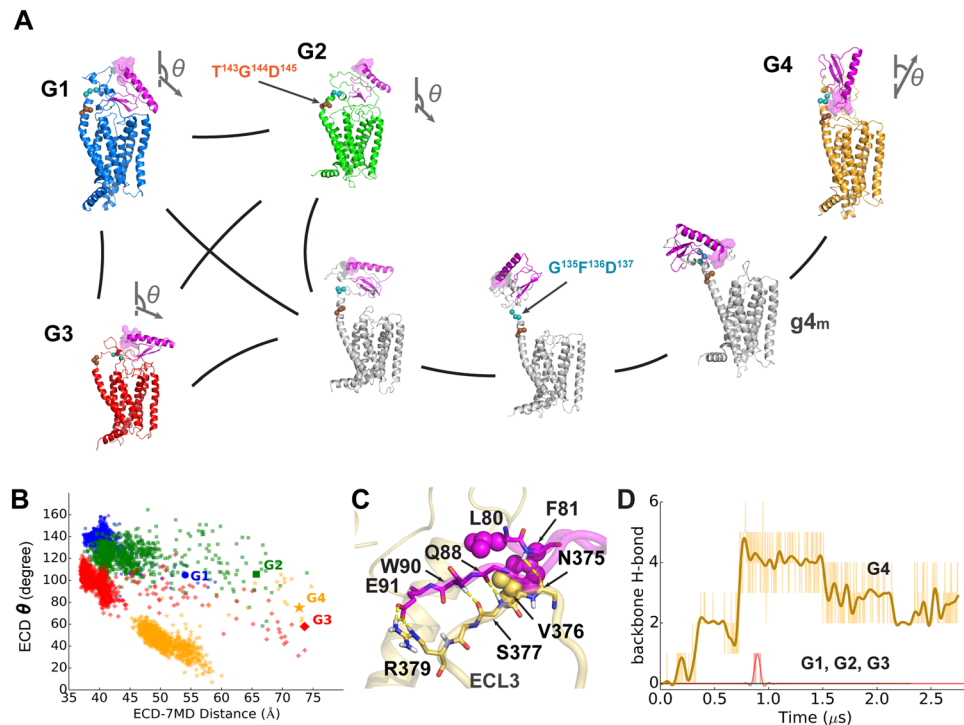 A
G1
θ
T¹⁴³G¹⁴⁴D¹⁴⁵
G2
θ
G4
θ
G3
θ
G¹³⁵F¹³⁶D¹³⁷
g4m
B
ECD θ (degree)
160
140
120
100
80
60
40
20
0
35 40 45 50 55 60 65 70 75
ECD-7MD Distance (Å)
G1
G2
G4
G3
C
L80
F81
Q88
N375
W90
E91
V376
S377
R379
ECL3
D
backbone H-bond
6
4
2
0
G4
G1, G2, G3
0.0 0.5 1.0 1.5 2.0 2.5
Time (μs)